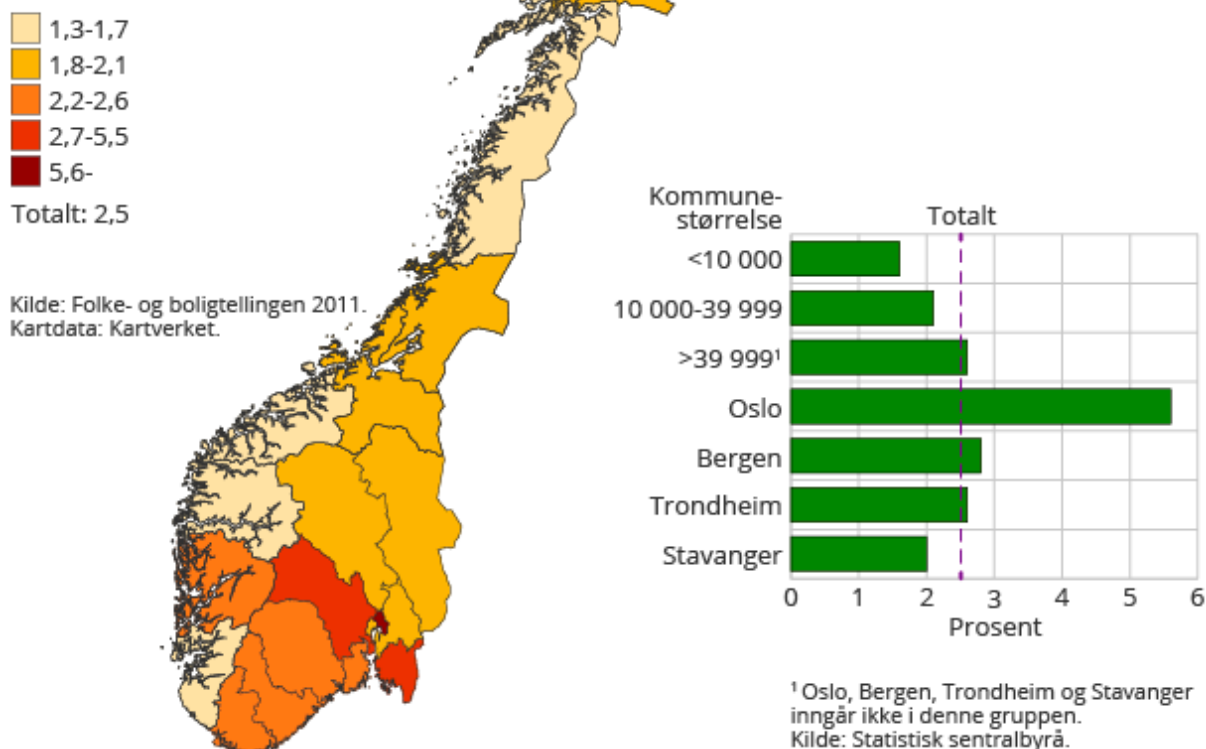 1,3-1,7
1,8-2,1
2,2-2,6
2,7-5,5
5,6-
Totalt: 2,5
Kilde: Folke- og boligtellingen 2011.
Kartdata: Kartverket.
Kommune-
størrelse
Totalt
<10 000
10 000-39 999
>39 999¹
Oslo
Bergen
Trondheim
Stavanger
0 1 2 3 4 5 6
Prosent
¹ Oslo, Bergen, Trondheim og Stavanger
inngår ikke i denne gruppen.
Kilde: Statistisk sentralbyrå.